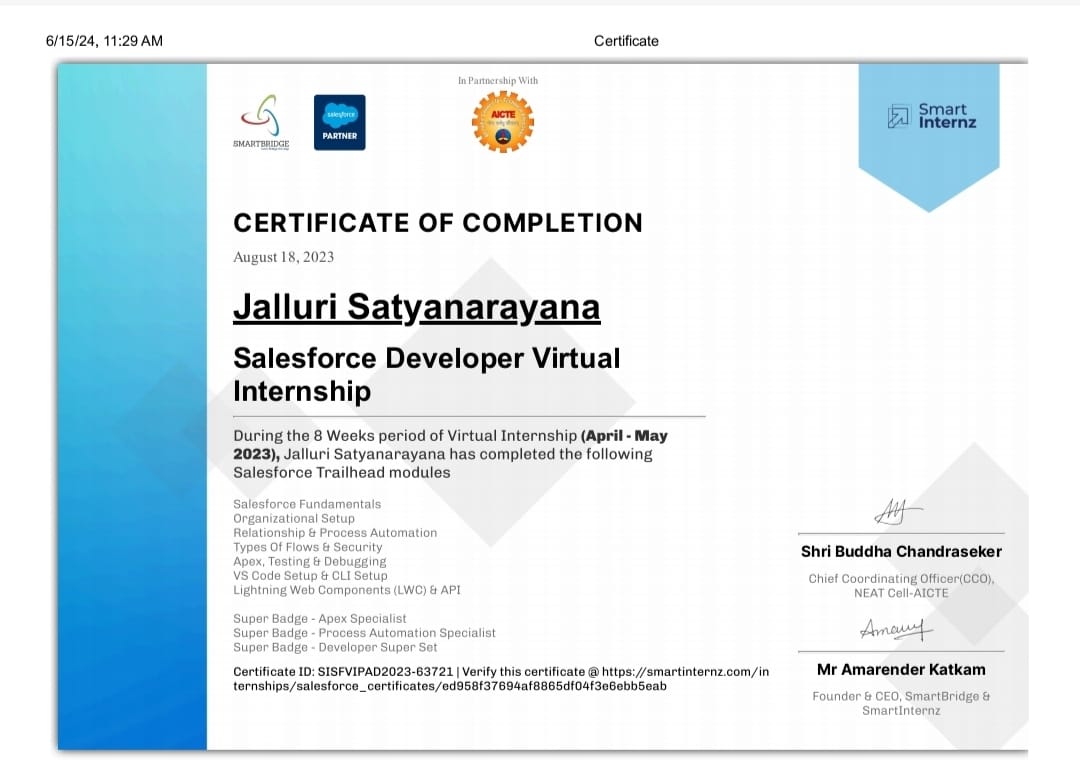 6/15/24, 11:29 AM
Certificate
In Partnership With
SMARTBRIDGE
salesforce
PARTNER
AICTE
Smart
Internz
CERTIFICATE OF COMPLETION
August 18, 2023
Jalluri Satyanarayana
Salesforce Developer Virtual
Internship
During the 8 Weeks period of Virtual Internship (April - May
2023), Jalluri Satyanarayana has completed the following
Salesforce Trailhead modules
Salesforce Fundamentals
Organizational Setup
Relationship & Process Automation
Types Of Flows & Security
Apex, Testing & Debugging
VS Code Setup & CLI Setup
Lightning Web Components (LWC) & API
Super Badge - Apex Specialist
Super Badge - Process Automation Specialist
Super Badge - Developer Super Set
Certificate ID: SISFVIPAD2023-63721 | Verify this certificate @ https://smartinternz.com/in
ternships/salesforce_certificates/ed958f37694af8865df04f3e6ebb5eab
Shri Buddha Chandraseker
Chief Coordinating Officer(CCO),
NEAT Cell-AICTE
Mr Amarender Katkam
Founder & CEO, SmartBridge &
SmartInternz